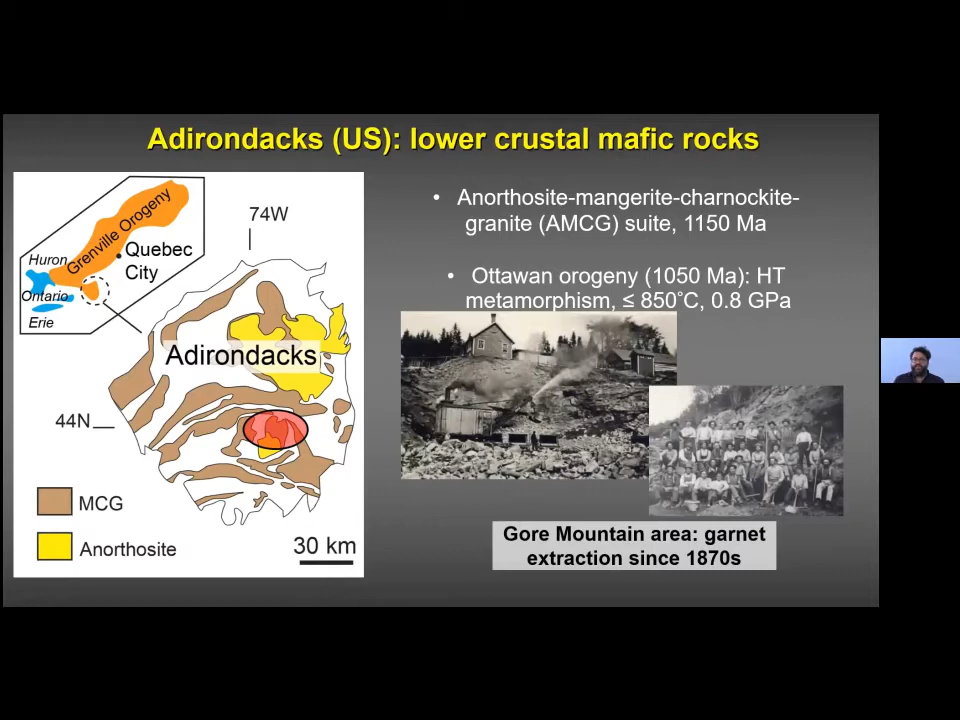 Adirondacks (US): lower crustal mafic rocks
Grenville Orogeny
Huron
Ontario
Erie
Quebec
City
74W
Adirondacks
44N
MCG
Anorthosite
30 km
• Anorthosite-mangerite-charnockite-
granite (AMCG) suite, 1150 Ma
• Ottawan orogeny (1050 Ma): HT
metamorphism, ≤ 850°C, 0.8 GPa
Gore Mountain area: garnet
extraction since 1870s